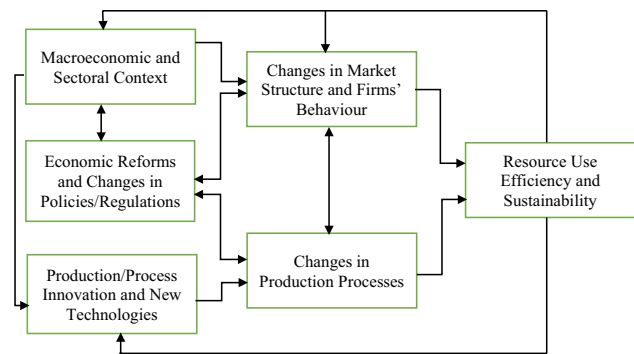 Macroeconomic and
Sectoral Context
Changes in Market
Structure and Firms'
Behaviour
Economic Reforms
and Changes in
Policies/Regulations
Resource Use
Efficiency and
Sustainability
Production/Process
Innovation and New
Technologies
Changes in
Production Processes